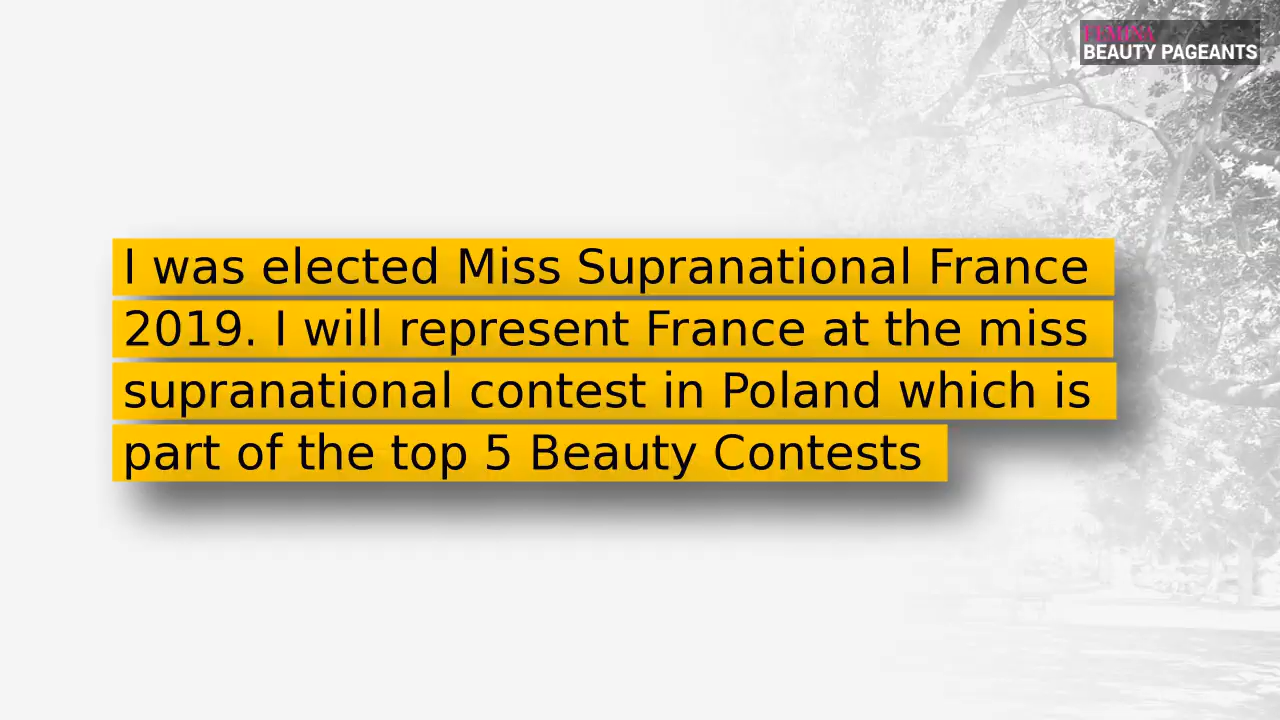 FEMINA
BEAUTY PAGEANTS
I was elected Miss Supranational France
2019. I will represent France at the miss
supranational contest in Poland which is
part of the top 5 Beauty Contests